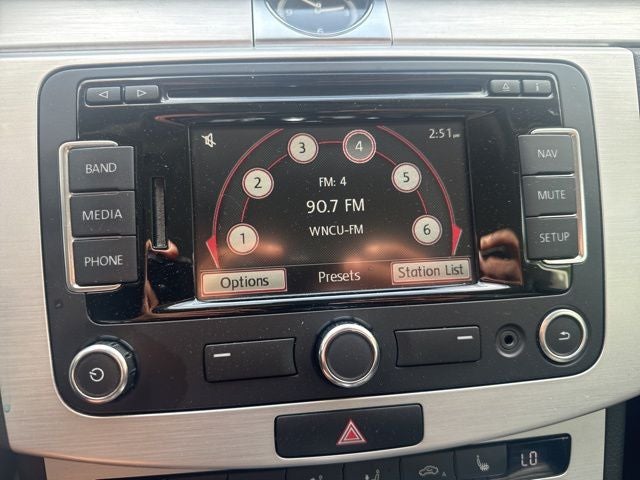 BAND
MEDIA
PHONE
NAV
MUTE
SETUP
2:51 PM
1
2
3
4
5
6
FM: 4
90.7 FM
WNCU-FM
Options
Presets
Station List
LO